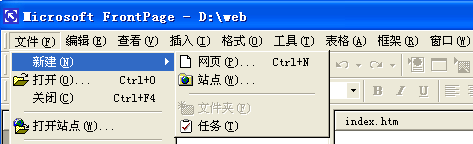 Microsoft FrontPage - D:\web
文件(F) 编辑(E) 查看(V) 插入(I) 格式(O) 工具(T) 表格(A) 框架(R) 窗口(W)
新建(N)
网页(P)... Ctrl+N
打开(O)... Ctrl+O
站点(W)...
关闭(C) Ctrl+F4
文件夹(F)
B I U
打开站点(W)...
任务(T)
index.htm